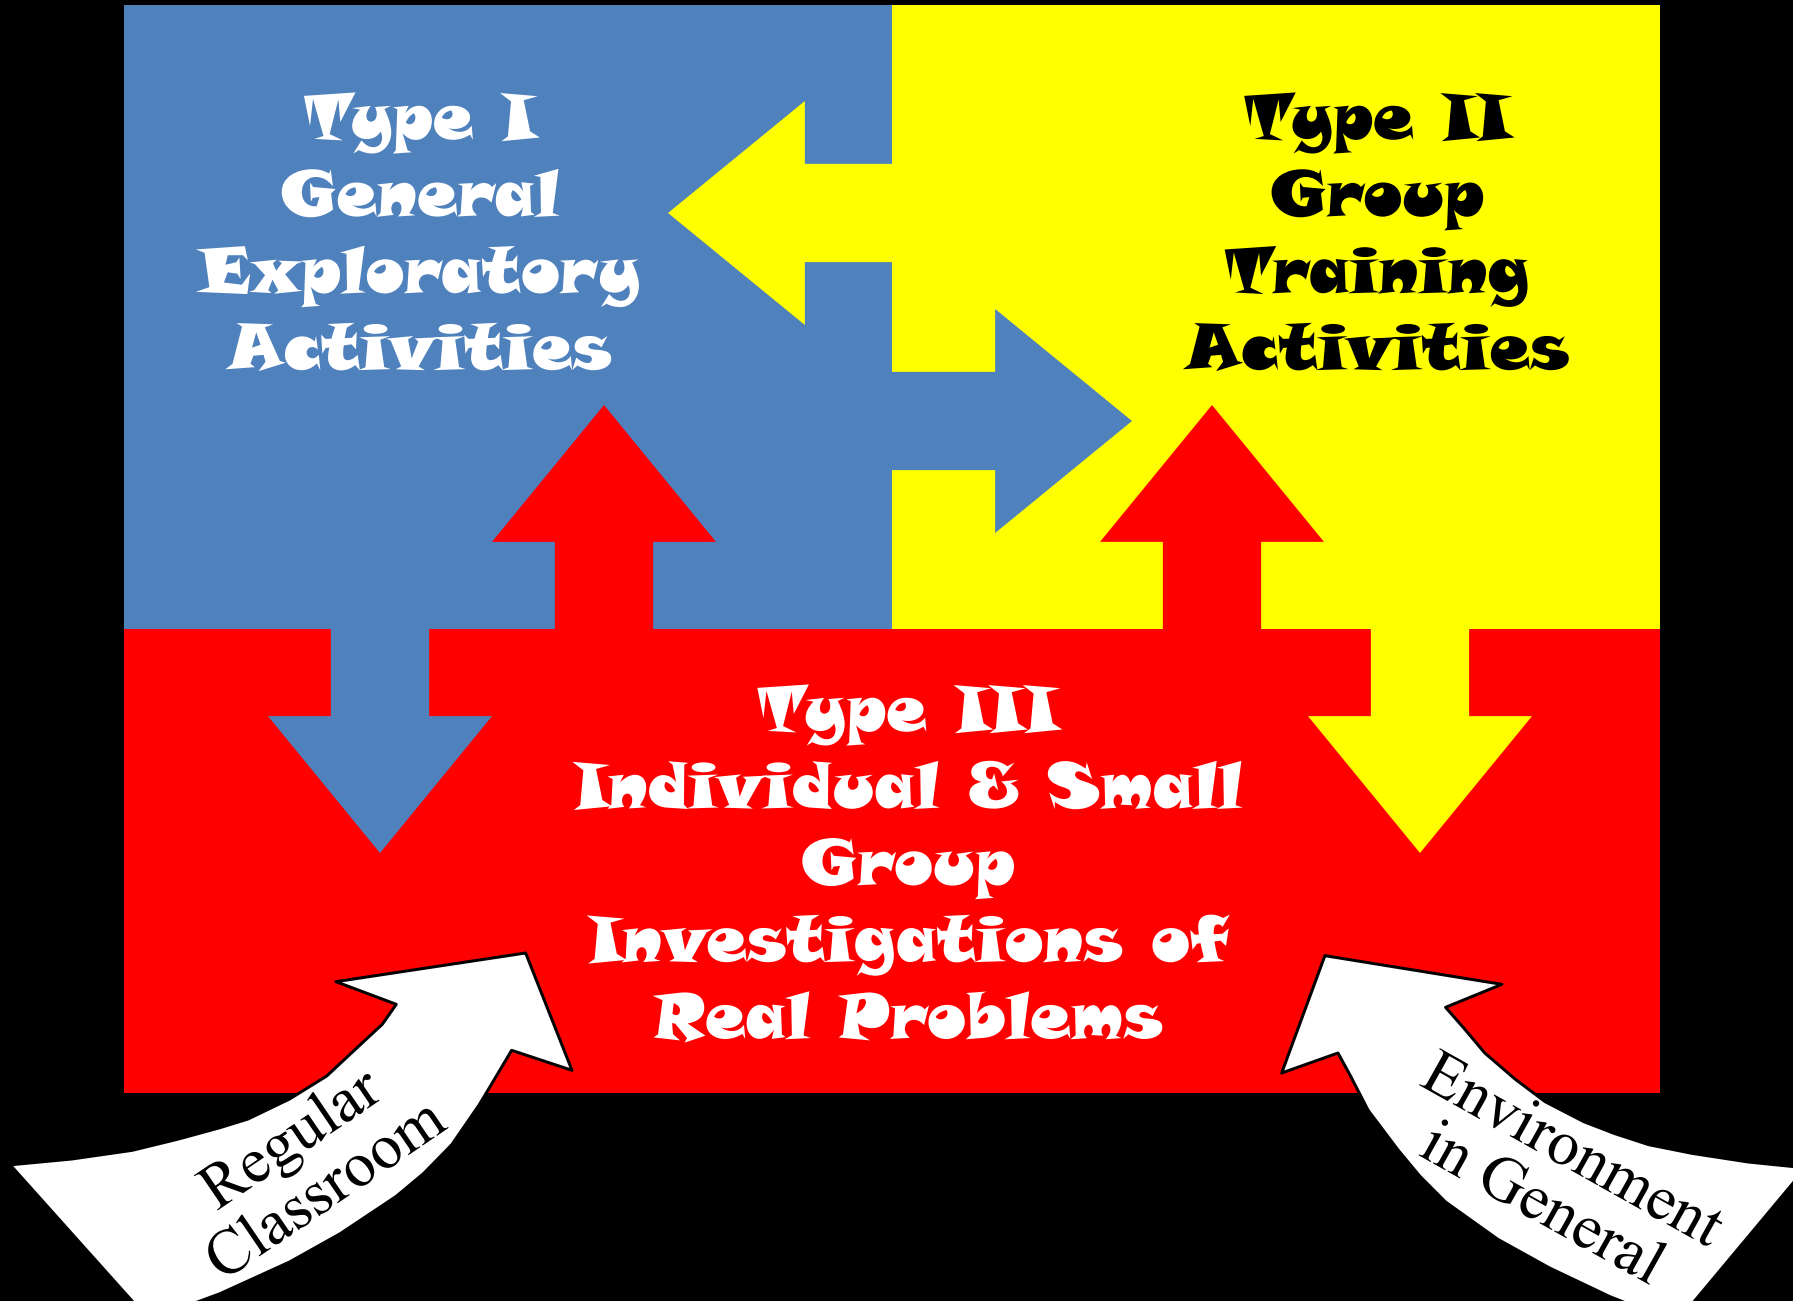 Type I
General
Exploratory
Activities
Type II
Group
Training
Activities
Type III
Individual & Small
Group
Investigations of
Real Problems
Regular
Classroom
Environment
in General